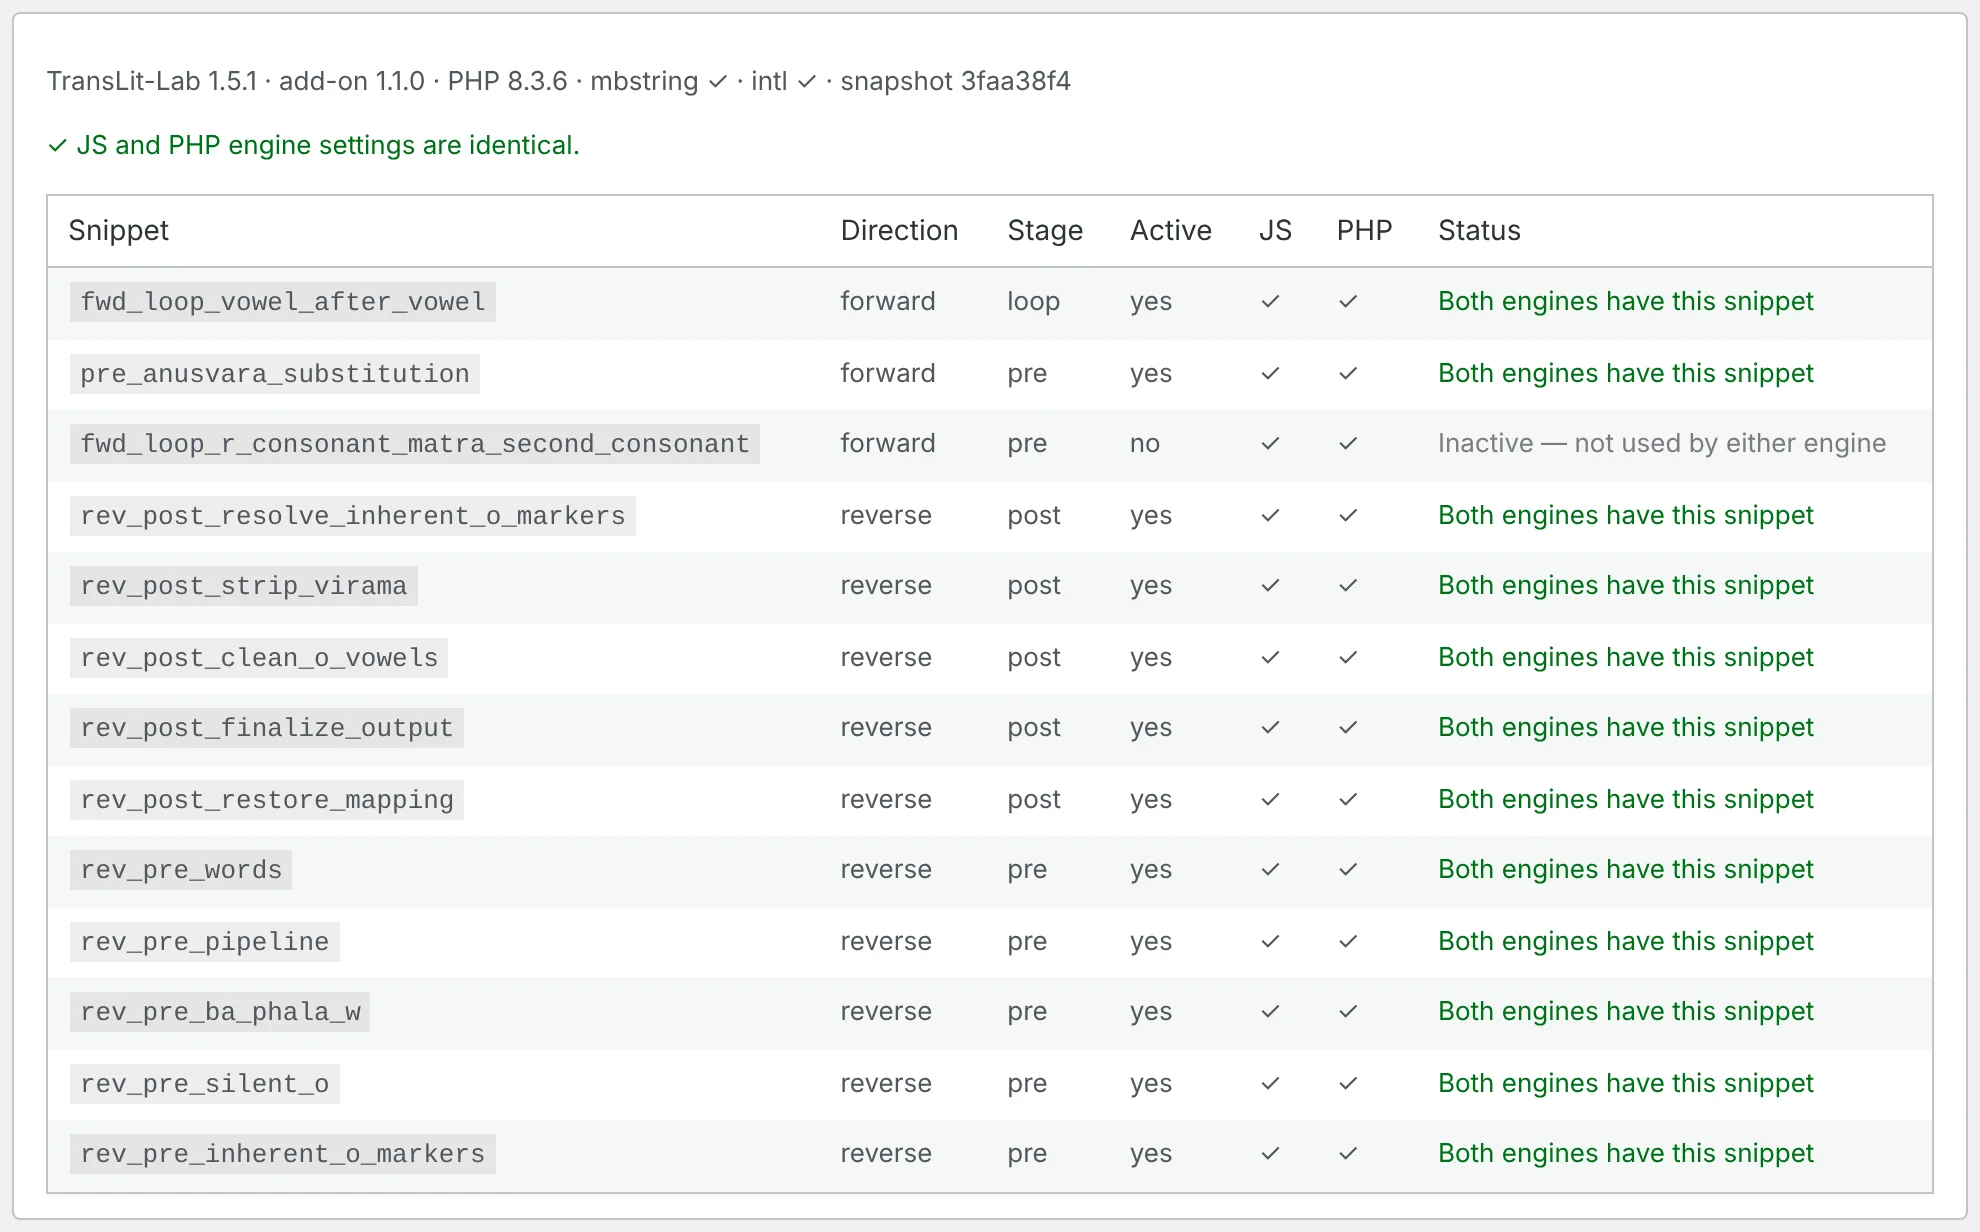 TransLit-Lab 1.5.1 · add-on 1.1.0 · PHP 8.3.6 · mbstring ✓ · intl ✓ · snapshot 3faa38f4
✓ JS and PHP engine settings are identical.
Snippet Direction Stage Active JS PHP Status
fwd_loop_vowel_after_vowel forward loop yes ✓ ✓ Both engines have this snippet
pre_anusvara_substitution forward pre yes ✓ ✓ Both engines have this snippet
fwd_loop_r_consonant_matra_second_consonant forward pre no ✓ ✓ Inactive — not used by either engine
rev_post_resolve_inherent_o_markers reverse post yes ✓ ✓ Both engines have this snippet
rev_post_strip_virama reverse post yes ✓ ✓ Both engines have this snippet
rev_post_clean_o_vowels reverse post yes ✓ ✓ Both engines have this snippet
rev_post_finalize_output reverse post yes ✓ ✓ Both engines have this snippet
rev_post_restore_mapping reverse post yes ✓ ✓ Both engines have this snippet
rev_pre_words reverse pre yes ✓ ✓ Both engines have this snippet
rev_pre_pipeline reverse pre yes ✓ ✓ Both engines have this snippet
rev_pre_ba_phala_w reverse pre yes ✓ ✓ Both engines have this snippet
rev_pre_silent_o reverse pre yes ✓ ✓ Both engines have this snippet
rev_pre_inherent_o_markers reverse pre yes ✓ ✓ Both engines have this snippet